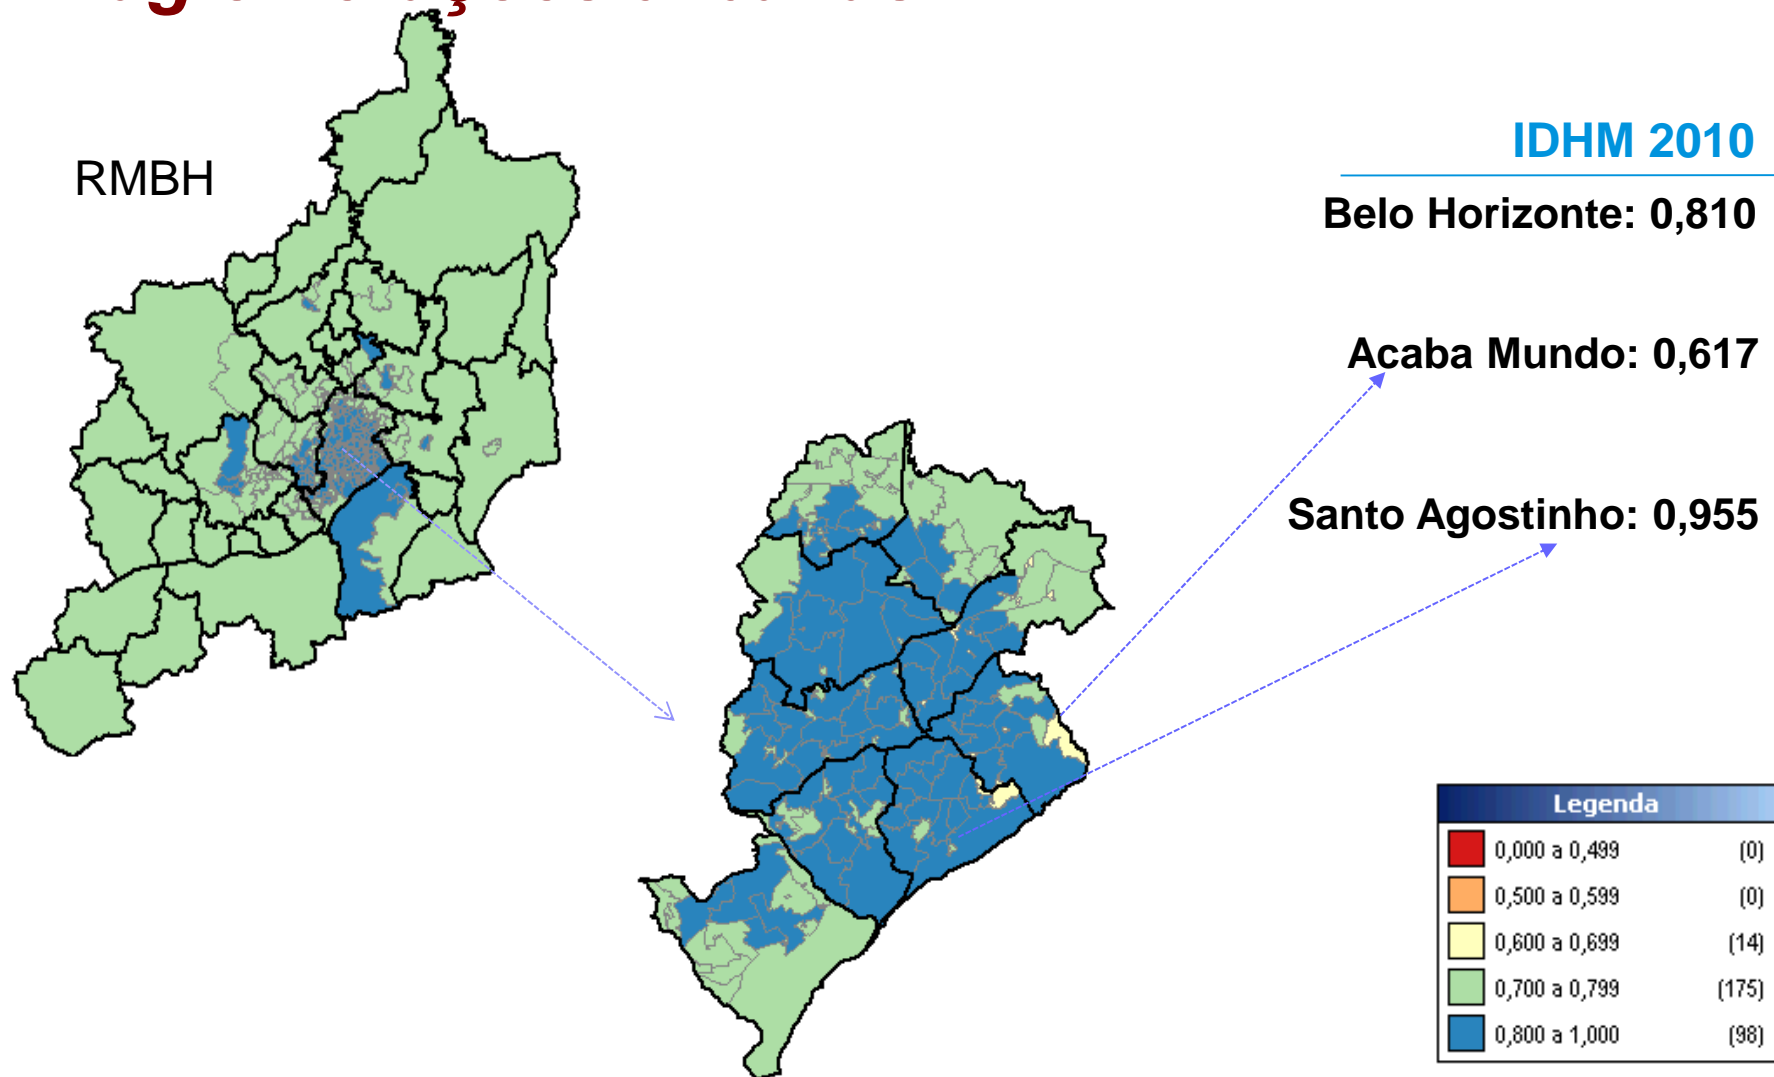 RMBH
IDHM 2010
Belo Horizonte: 0,810
Acaba Mundo: 0,617
Santo Agostinho: 0,955
Legenda
0,000 a 0,499 (0)
0,500 a 0,599 (0)
0,600 a 0,699 (14)
0,700 a 0,799 (175)
0,800 a 1,000 (98)